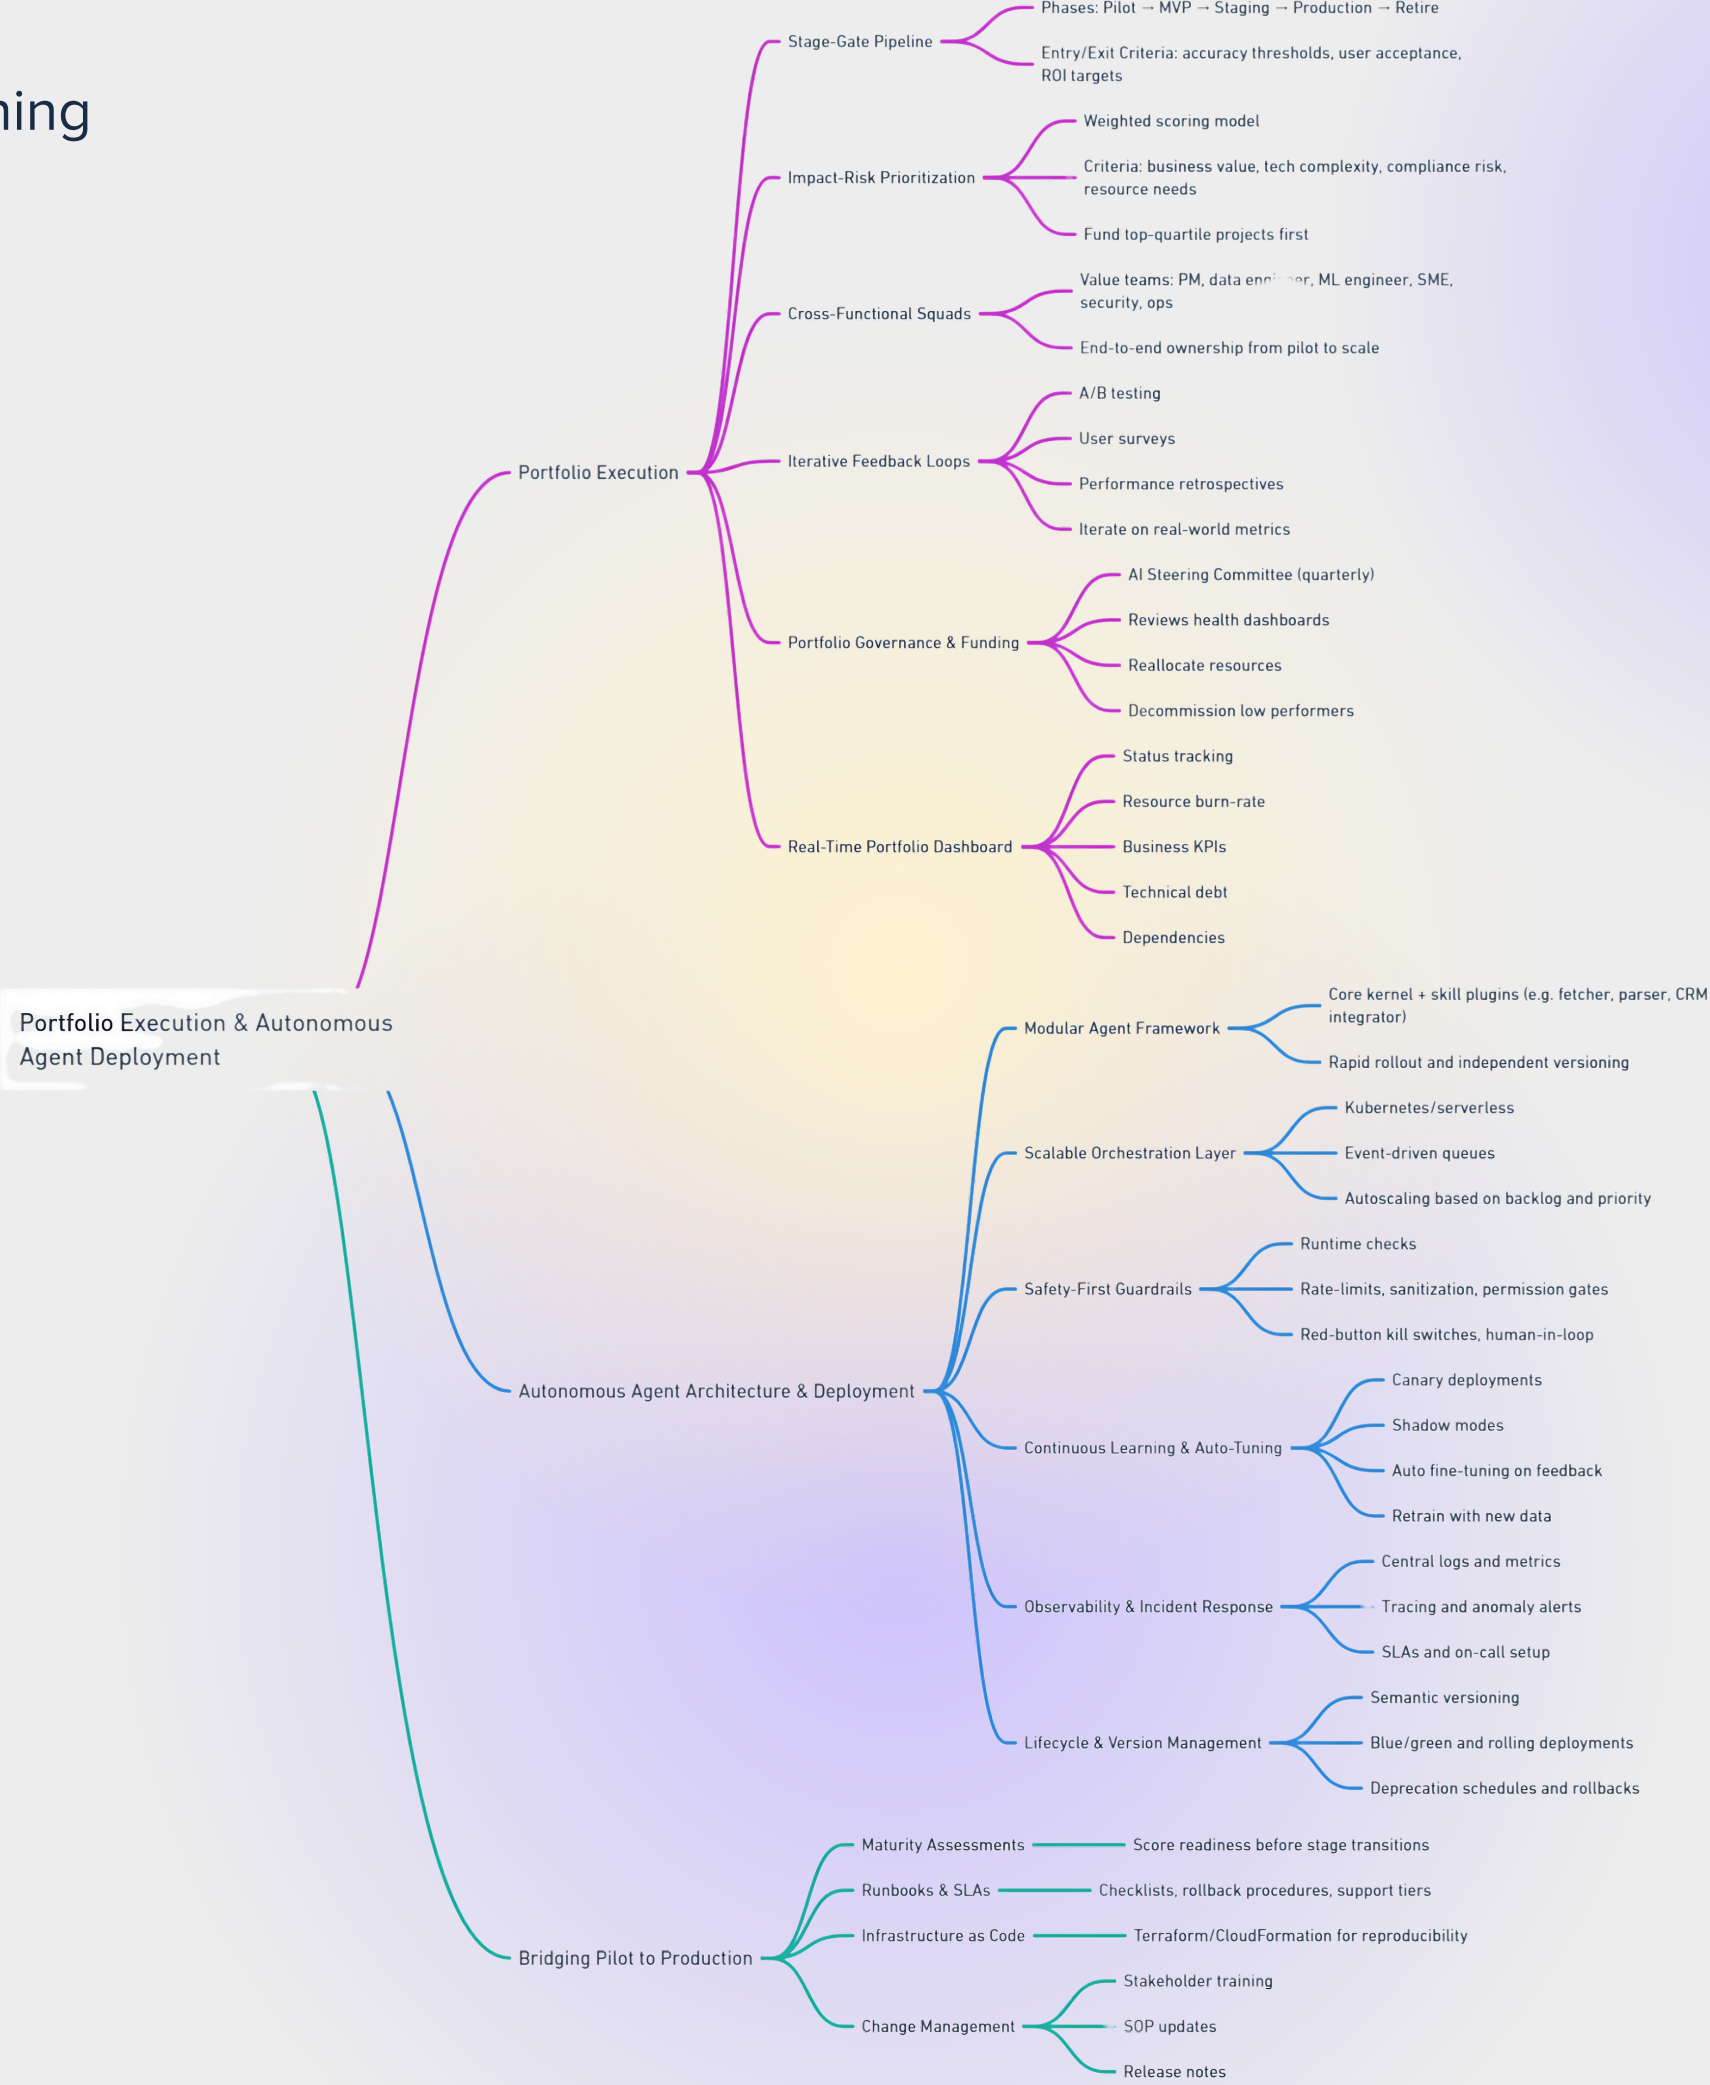 Phases: Pilot → MVP → Staging → Production → Retire
Stage-Gate Pipeline
Entry/Exit Criteria: accuracy thresholds, user acceptance,
ROI targets
ning
Weighted scoring model
Impact-Risk Prioritization
Criteria: business value, tech complexity, compliance risk,
resource needs
Fund top-quartile projects first
Value teams: PM, data engineer, ML engineer, SME,
security, ops
Cross-Functional Squads
End-to-end ownership from pilot to scale
A/B testing
User surveys
Iterative Feedback Loops
Portfolio Execution
Performance retrospectives
Iterate on real-world metrics
AI Steering Committee (quarterly)
Reviews health dashboards
Portfolio Governance & Funding
Reallocate resources
Decommission low performers
Status tracking
Resource burn-rate
Real-Time Portfolio Dashboard
Business KPIs
Technical debt
Dependencies
Portfolio Execution & Autonomous
Agent Deployment
Core kernel + skill plugins (e.g. fetcher, parser, CRM
integrator)
Modular Agent Framework
Rapid rollout and independent versioning
Kubernetes/serverless
Scalable Orchestration Layer
Event-driven queues
Autoscaling based on backlog and priority
Runtime checks
Safety-First Guardrails
Rate-limits, sanitization, permission gates
Red-button kill switches, human-in-loop
Autonomous Agent Architecture & Deployment
Canary deployments
Shadow modes
Continuous Learning & Auto-Tuning
Auto fine-tuning on feedback
Retrain with new data
Central logs and metrics
Observability & Incident Response
Tracing and anomaly alerts
SLAs and on-call setup
Semantic versioning
Lifecycle & Version Management
Blue/green and rolling deployments
Deprecation schedules and rollbacks
Maturity Assessments
Score readiness before stage transitions
Runbooks & SLAs
Checklists, rollback procedures, support tiers
Infrastructure as Code
Terraform/CloudFormation for reproducibility
Bridging Pilot to Production
Stakeholder training
Change Management
SOP updates
Release notes